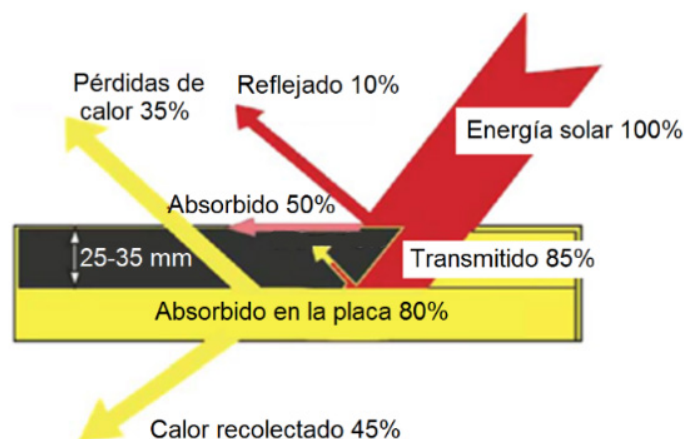 Pérdidas de
calor 35%
Reflejado 10%
Energía solar 100%
Absorbido 50%
25-35 mm
Transmitido 85%
Absorbido en la placa 80%
Calor recolectado 45%